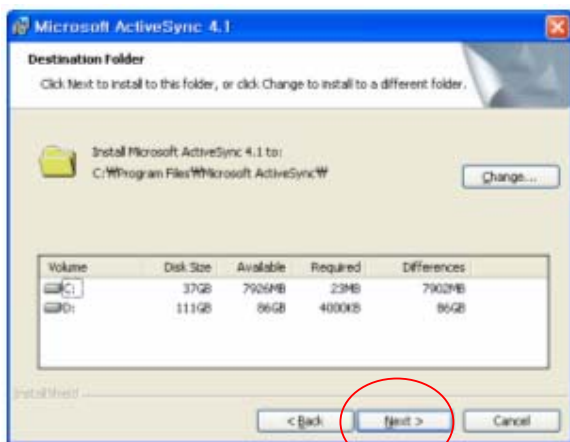 Microsoft ActiveSync 4.1
Destination Folder
Click Next to install to this folder, or click Change to install to a different folder.
Install Microsoft ActiveSync 4.1 to:
C:₩Program Files₩Microsoft ActiveSync₩
Change...
Volume Disk Size Available Required Differences
C: 37GB 7926MB 23MB 7902MB
D: 111GB 86GB 4000KB 86GB
InstallShield
< Back Next > Cancel